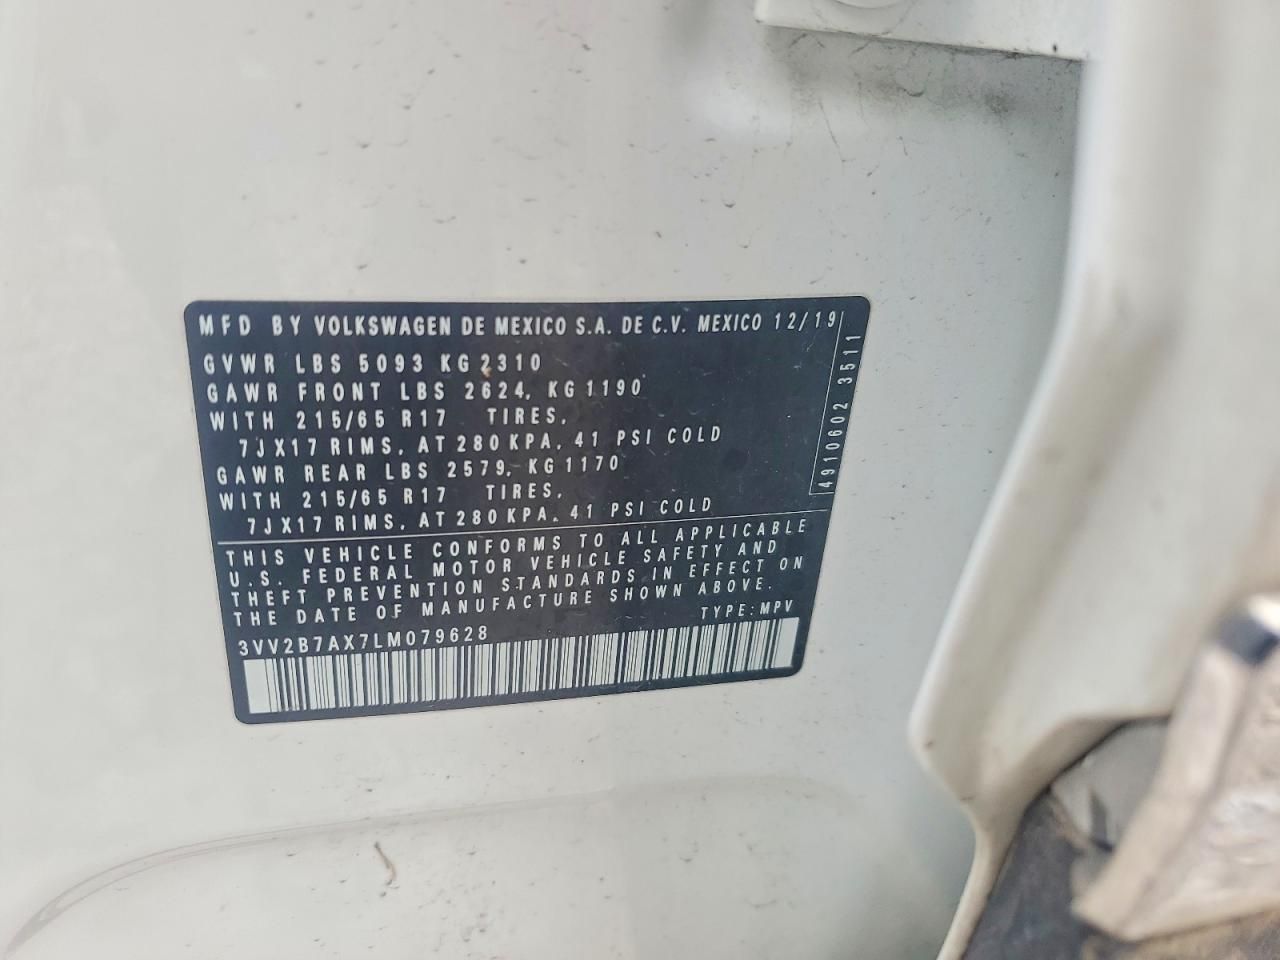 MFD BY VOLKSWAGEN DE MEXICO S.A. DE C.V. MEXICO 12/19
GVWR LBS 5093 KG 2310
GAWR FRONT LBS 2624, KG 1190
WITH 215/65 R17 TIRES,
7JX17 RIMS, AT 280 KPA, 41 PSI COLD
GAWR REAR LBS 2579, KG 1170
WITH 215/65 R17 TIRES,
7JX17 RIMS, AT 280 KPA, 41 PSI COLD
4910602 3511
THIS VEHICLE CONFORMS TO ALL APPLICABLE
U.S. FEDERAL MOTOR VEHICLE SAFETY AND
THEFT PREVENTION STANDARDS IN EFFECT ON
THE DATE OF MANUFACTURE SHOWN ABOVE.
TYPE: MPV
3VV2B7AX7LM079628